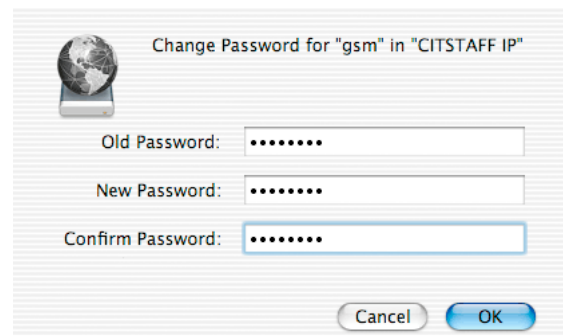 Change Password for "gsm" in "CITSTAFF IP"
Old Password: ••••••••
New Password: ••••••••
Confirm Password: ••••••••
Cancel OK